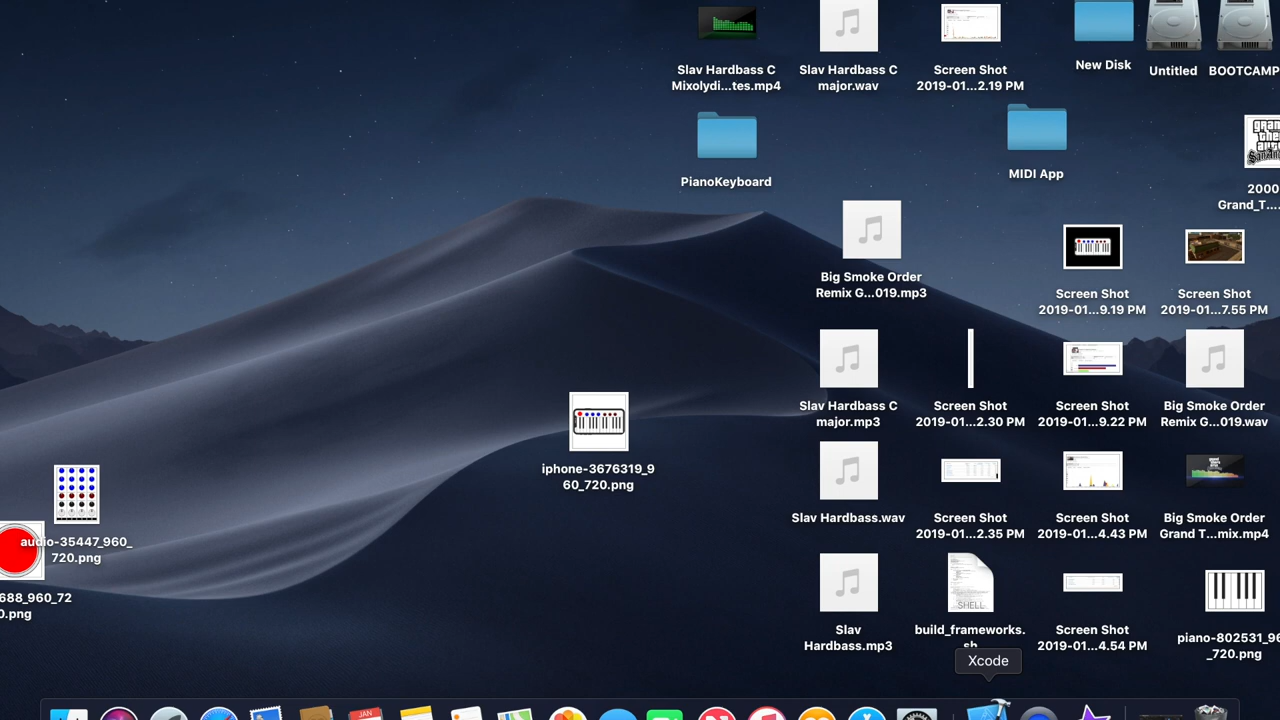 Slav Hardbass C
Mixolydi...tes.mp4
Slav Hardbass C
major.wav
Screen Shot
2019-01...2.19 PM
New Disk
Untitled
BOOTCAMP
PianoKeyboard
MIDI App
2000
Grand_T....
Big Smoke Order
Remix G...019.mp3
Screen Shot
2019-01...9.19 PM
Screen Shot
2019-01...7.55 PM
Slav Hardbass C
major.mp3
Screen Shot
2019-01...2.30 PM
Screen Shot
2019-01...9.22 PM
Big Smoke Order
Remix G...019.wav
iphone-3676319_9
60_720.png
Slav Hardbass.wav
Screen Shot
2019-01...2.35 PM
Screen Shot
2019-01...4.43 PM
Big Smoke Order
Grand T...mix.mp4
audio-35447_960_
720.png
688_960_72
0.png
Slav
Hardbass.mp3
SHELL
build_frameworks.
sh
Screen Shot
2019-01...4.54 PM
piano-802531_96
_720.png
Xcode
JAN